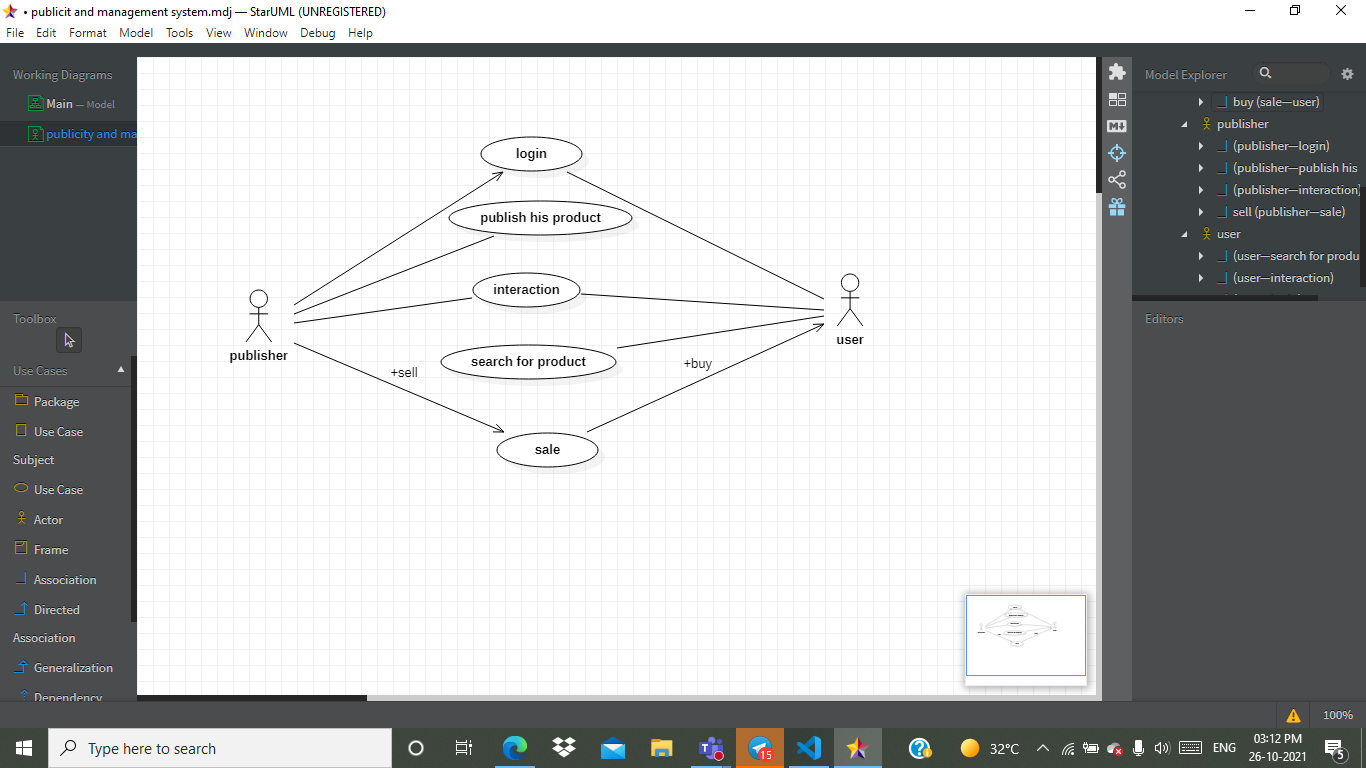 • publicit and management system.mdj — StarUML (UNREGISTERED)
File Edit Format Model Tools View Window Debug Help
Working Diagrams
Main — Model
publicity and ma
Toolbox
Use Cases
Package
Use Case
Subject
Use Case
Actor
Frame
Association
Directed
Association
Generalization
Dependency
login
publish his product
interaction
search for product
sale
publisher
user
+sell
+buy
Model Explorer
buy (sale—user)
publisher
(publisher—login)
(publisher—publish his
(publisher—interaction)
sell (publisher—sale)
user
(user—search for produ
(user—interaction)
Editors
100%
Type here to search
15
32°C
ENG
03:12 PM
26-10-2021
5